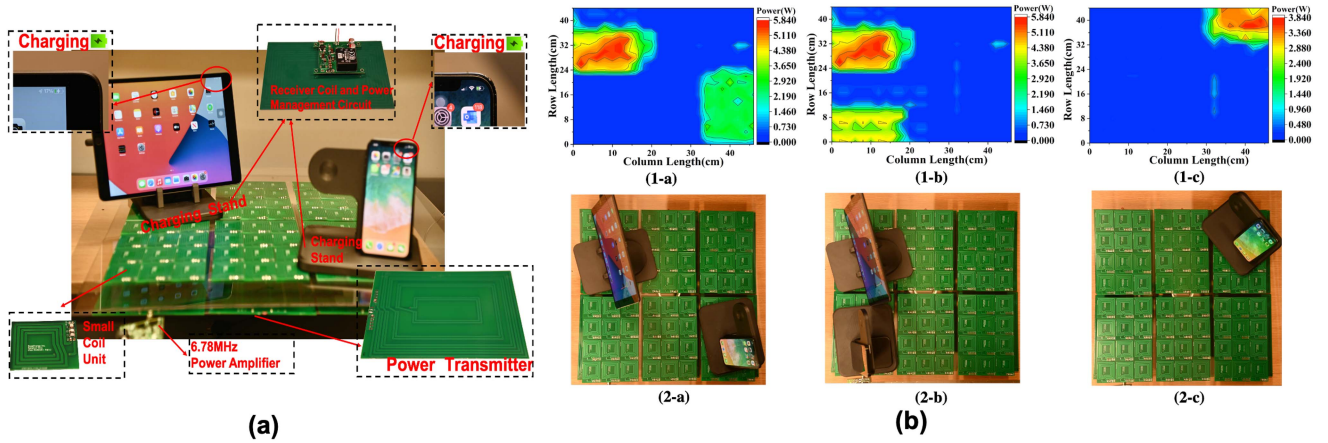 Charging
Charging
Receiver Coil and Power
Management Circuit
Charging Stand
Charging
Stand
Small
Coil
Unit
6.78MHz
Power Amplifier
Power Transmitter
(a)
Power(W)
5.840
5.110
4.380
3.650
2.920
2.190
1.460
0.730
0.000
Row Length(cm)
40
32
24
16
8
0
0
10
20
30
40
Column Length(cm)
(1-a)
Power(W)
5.840
5.110
4.380
3.650
2.920
2.190
1.460
0.730
0.000
Row Length(cm)
40
32
24
16
8
0
0
10
20
30
40
Column Length(cm)
(1-b)
Power(W)
3.840
3.360
2.880
2.400
1.920
1.440
0.960
0.480
0.000
Row Length(cm)
40
32
24
16
8
0
0
10
20
30
40
Column Length(cm)
(1-c)
(2-a)
(2-b)
(2-c)
(b)